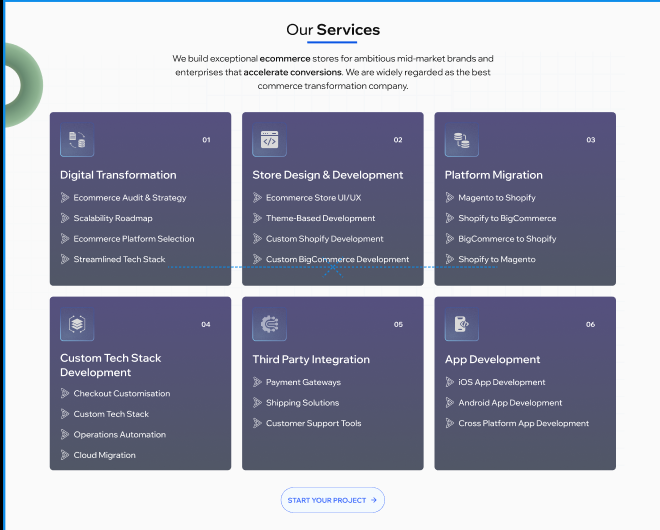 Our Services
We build exceptional ecommerce stores for ambitious mid-market brands and
enterprises that accelerate conversions. We are widely regarded as the best
commerce transformation company.
01
Digital Transformation
Ecommerce Audit & Strategy
Scalability Roadmap
Ecommerce Platform Selection
Streamlined Tech Stack
02
Store Design & Development
Ecommerce Store UI/UX
Theme-Based Development
Custom Shopify Development
Custom BigCommerce Development
03
Platform Migration
Magento to Shopify
Shopify to BigCommerce
BigCommerce to Shopify
Shopify to Magento
04
Custom Tech Stack
Development
Checkout Customisation
Custom Tech Stack
Operations Automation
Cloud Migration
05
Third Party Integration
Payment Gateways
Shipping Solutions
Customer Support Tools
06
App Development
iOS App Development
Android App Development
Cross Platform App Development
START YOUR PROJECT →